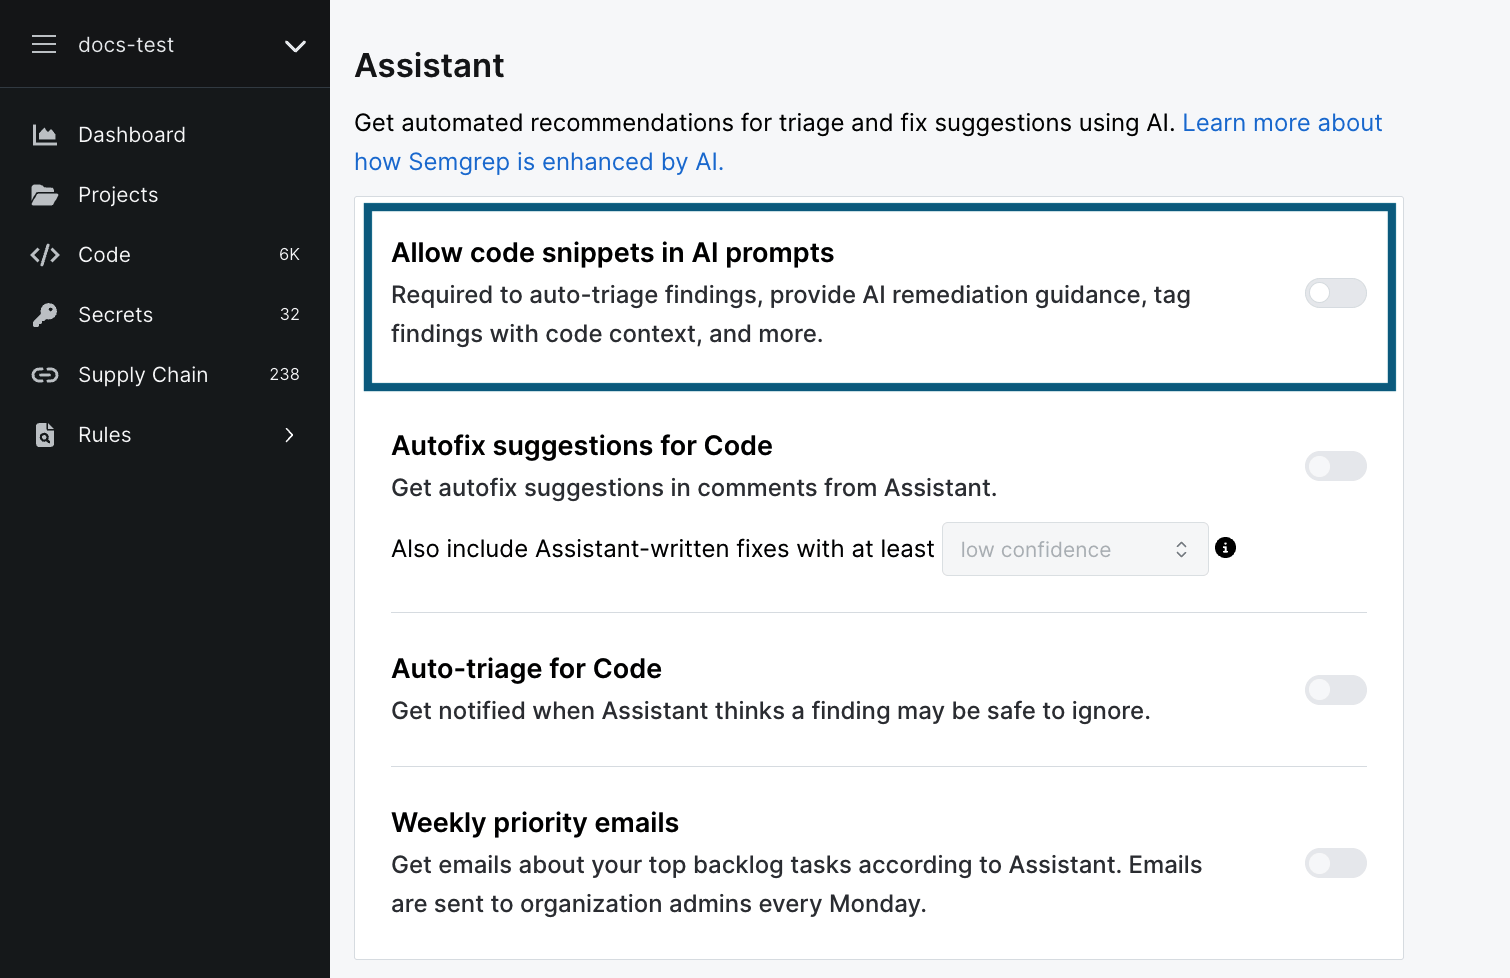 docs-test
Dashboard
Projects
Code 6K
Secrets 32
Supply Chain 238
Rules
Assistant
Get automated recommendations for triage and fix suggestions using AI. Learn more about
how Semgrep is enhanced by AI.
Allow code snippets in AI prompts
Required to auto-triage findings, provide AI remediation guidance, tag
findings with code context, and more.
Autofix suggestions for Code
Get autofix suggestions in comments from Assistant.
Also include Assistant-written fixes with at least low confidence
Auto-triage for Code
Get notified when Assistant thinks a finding may be safe to ignore.
Weekly priority emails
Get emails about your top backlog tasks according to Assistant. Emails
are sent to organization admins every Monday.